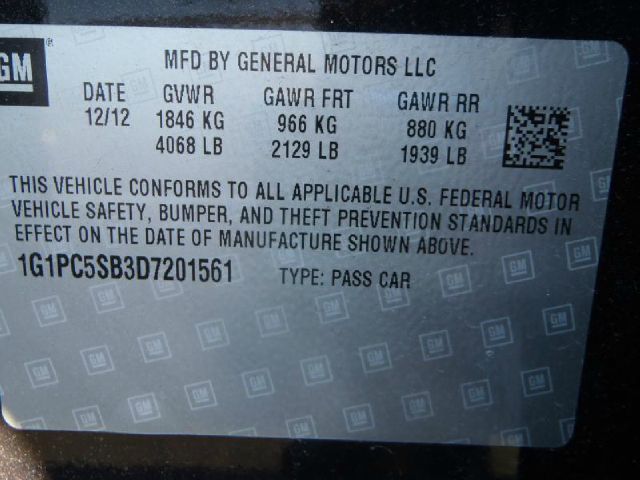 GM
MFD BY GENERAL MOTORS LLC
DATE GVWR GAWR FRT GAWR RR
12/12 1846 KG 966 KG 880 KG
4068 LB 2129 LB 1939 LB
THIS VEHICLE CONFORMS TO ALL APPLICABLE U.S. FEDERAL MOTOR
VEHICLE SAFETY, BUMPER, AND THEFT PREVENTION STANDARDS IN
EFFECT ON THE DATE OF MANUFACTURE SHOWN ABOVE.
1G1PC5SB3D7201561 TYPE: PASS CAR